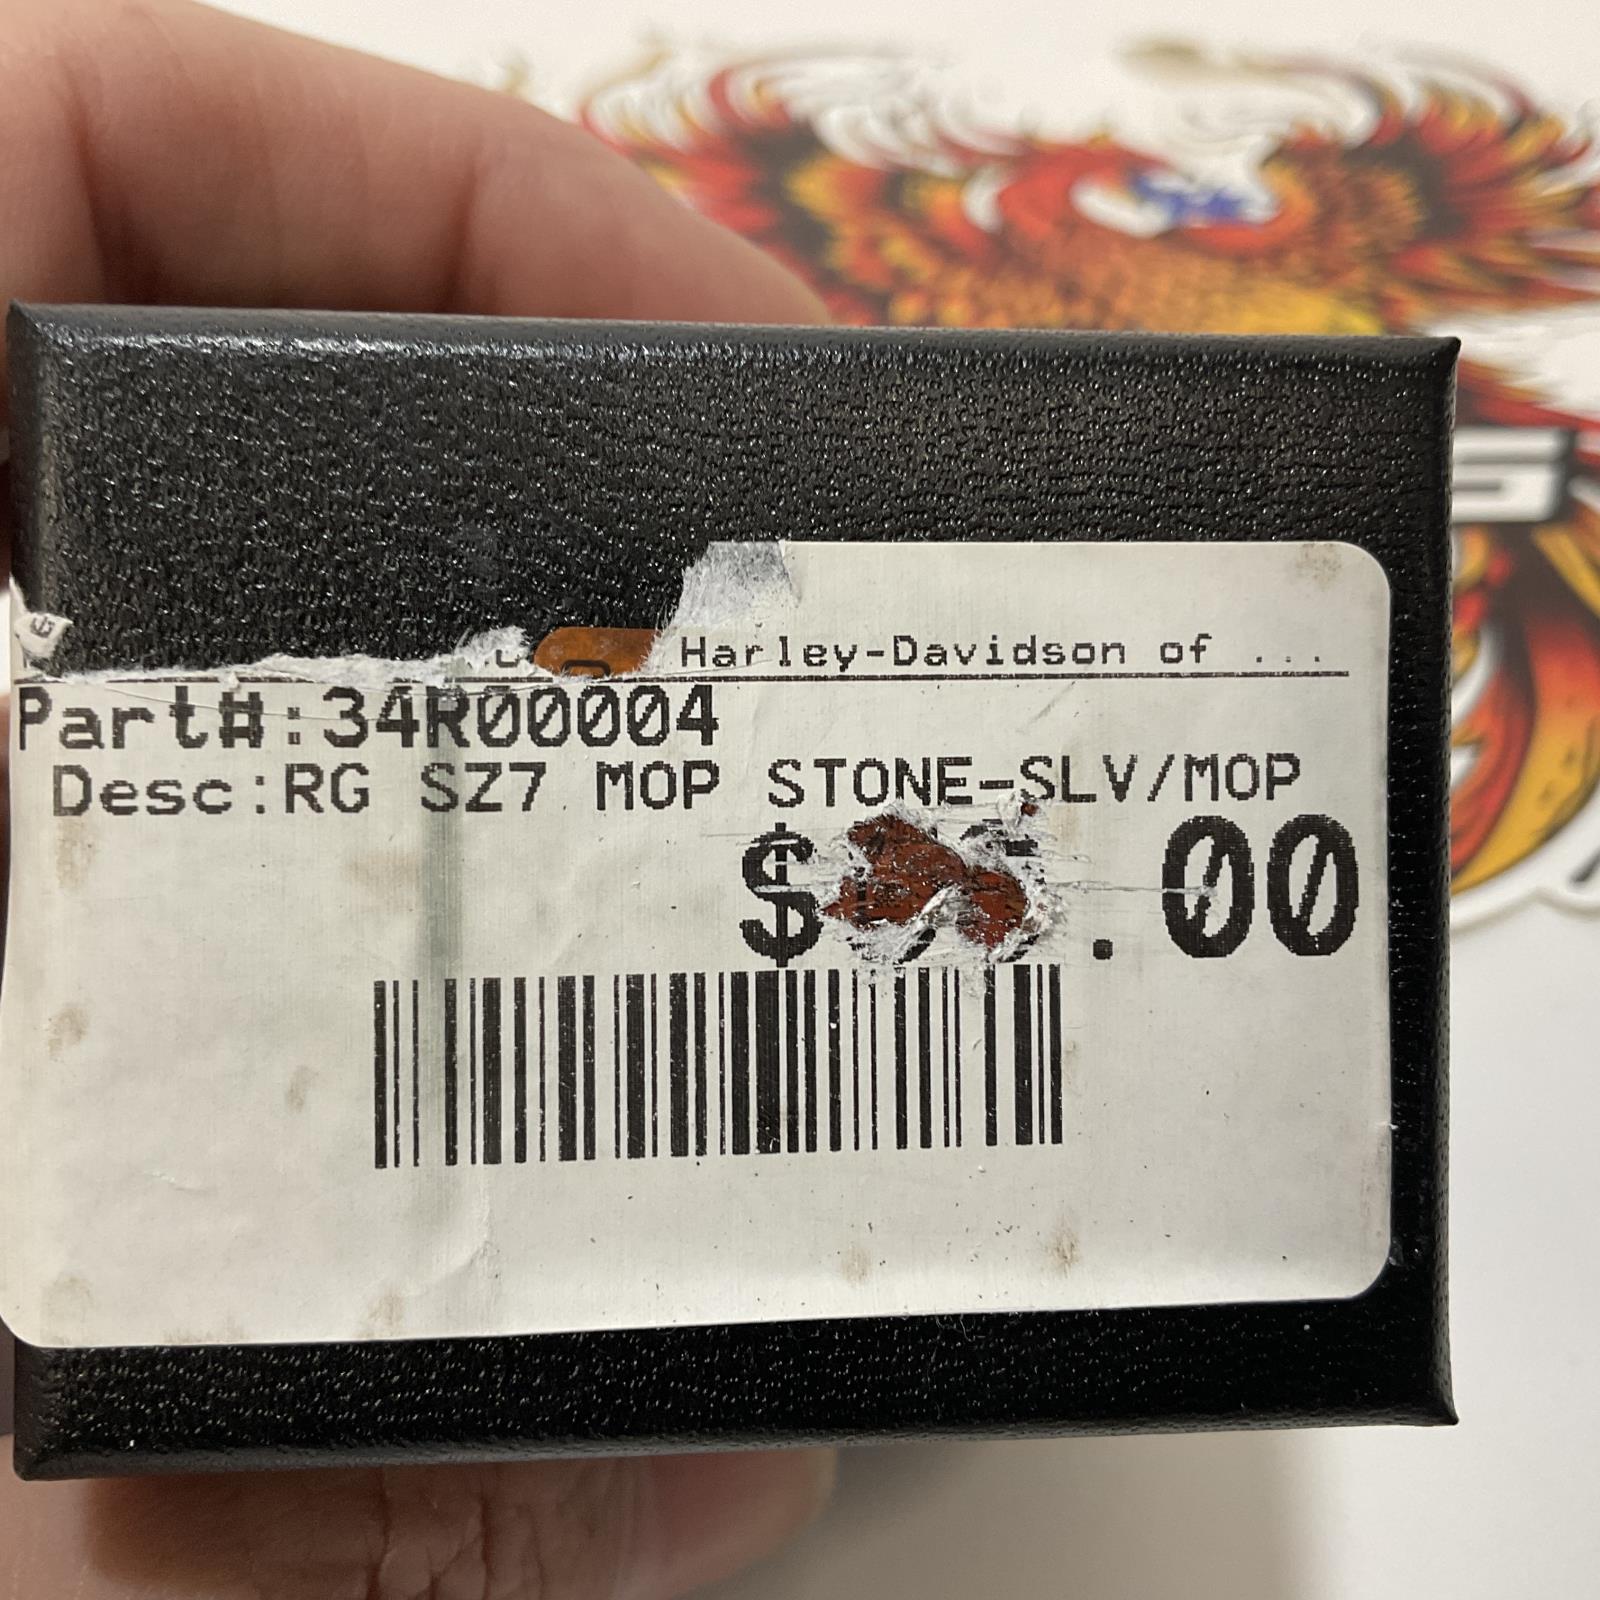 Harley-Davidson of ...
Part#:34R00004
Desc:RG SZ7 MOP STONE-SLV/MOP
.00